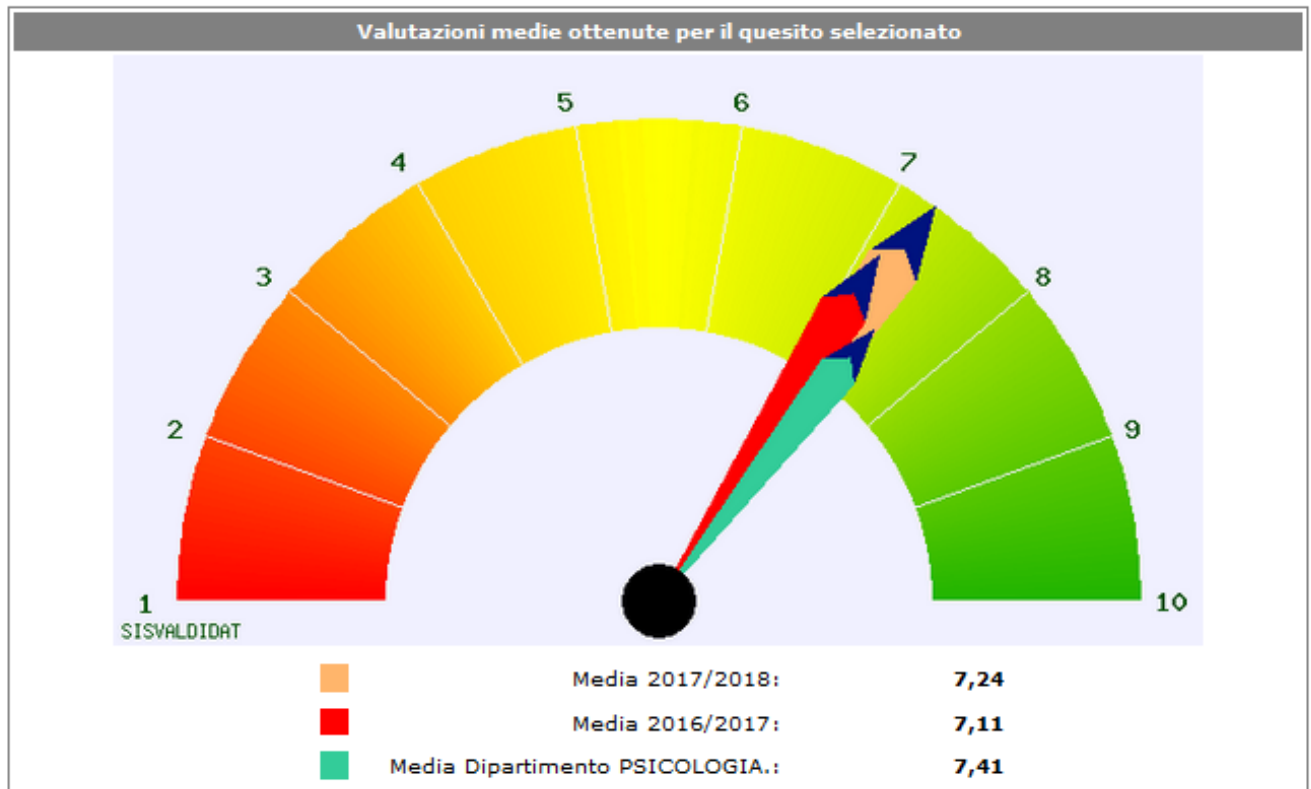 Valutazioni medie ottenute per il quesito selezionato
5
6
4
7
3
8
2
9
1
10
SISVALDIDAT
Media 2017/2018: 7,24
Media 2016/2017: 7,11
Media Dipartimento PSICOLOGIA.: 7,41